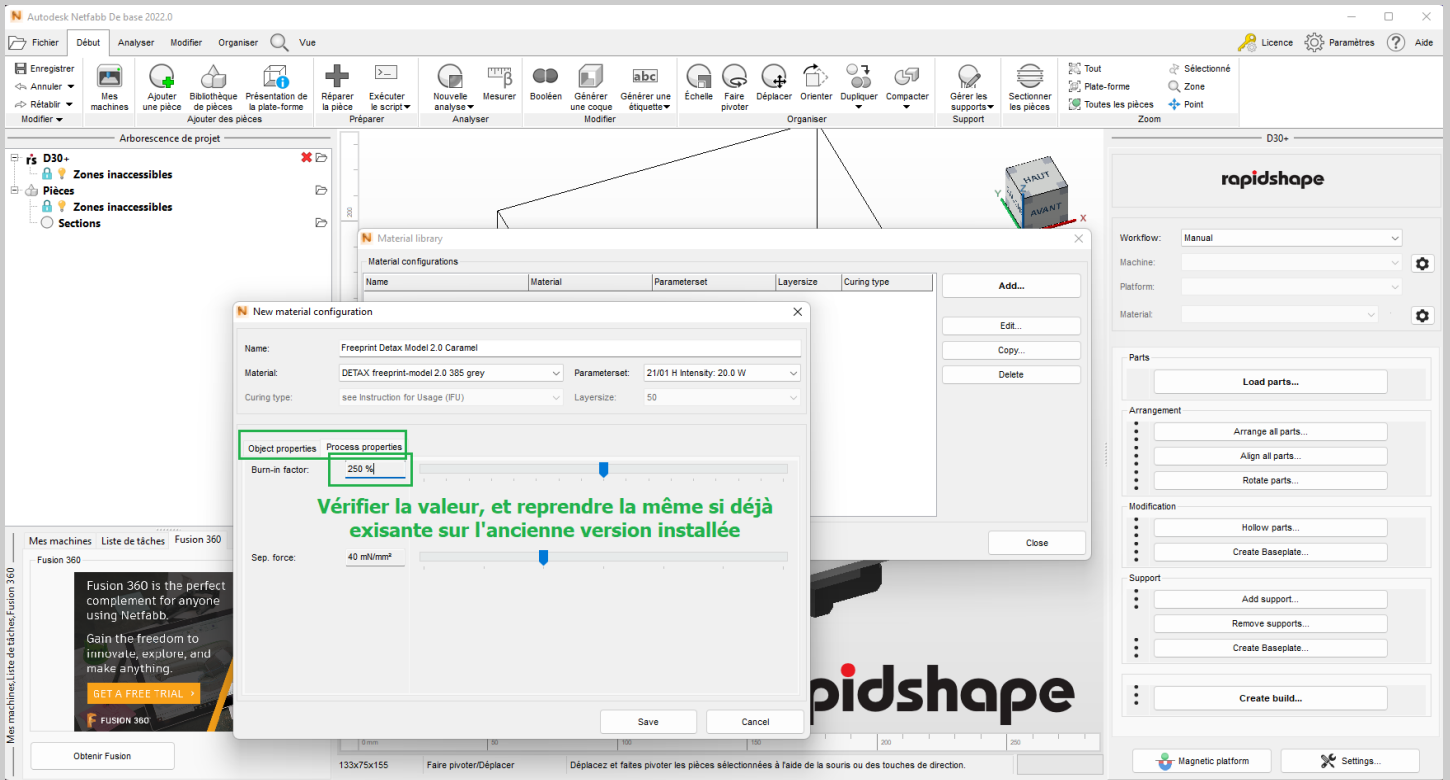 Autodesk Netfabb De base 2022.0
Fichier Début Analyser Modifier Organiser Vue Licence Paramètres Aide
Enregistrer
Annuler
Rétablir
Modifier
Mes machines
Ajouter une pièce
Bibliothèque de pièces
Présentation de la plate-forme
Ajouter des pièces
Réparer la pièce
Exécuter le script
Préparer
Nouvelle analyse
Mesurer
Analyser
Booléen
Générer une coque
abc
Générer une étiquette
Modifier
Échelle
Faire pivoter
Déplacer
Orienter
Dupliquer
Compacter
Organiser
Gérer les supports
Support
Sectionner les pièces
Tout
Plate-forme
Toutes les pièces
Sélectionné
Zone
Point
Zoom
Arborescence de projet
rs D30+
Zones inaccessibles
Pièces
Zones inaccessibles
Sections
200
HAUT
AVANT
Z
Y
X
Material library
Material configurations
Name Material Parameterset Layersize Curing type
Add...
Edit...
Copy...
Delete
Close
New material configuration
Name: Freeprint Detax Model 2.0 Caramel
Material: DETAX freeprint-model 2.0 385 grey Parameterset: 21/01 H Intensity: 20.0 W
Curing type: see Instruction for Usage (IFU) Layersize: 50
Object properties Process properties
Burn-in factor: 250 %
Vérifier la valeur, et reprendre la même si déjà
exisante sur l'ancienne version installée
Sep. force: 40 mN/mm²
Save Cancel
Mes machines Liste de tâches Fusion 360
Fusion 360
Mes machines,Liste de tâches,Fusion 360
Fusion 360 is the perfect
complement for anyone
using Netfabb.
Gain the freedom to
innovate, explore, and
make anything.
GET A FREE TRIAL >
FUSION 360
Obtenir Fusion
pidshape
0 mm 50 100 150 200 250
133x75x155 Faire pivoter/Déplacer Déplacez et faites pivoter les pièces sélectionnées à l'aide de la souris ou des touches de direction.
D30+
rapidshape
Workflow: Manual
Machine:
Platform:
Material:
Parts
Load parts...
Arrangement
Arrange all parts...
Align all parts...
Rotate parts...
Modification
Hollow parts...
Create Baseplate...
Support
Add support...
Remove supports...
Create Baseplate...
Create build...
Magnetic platform Settings...